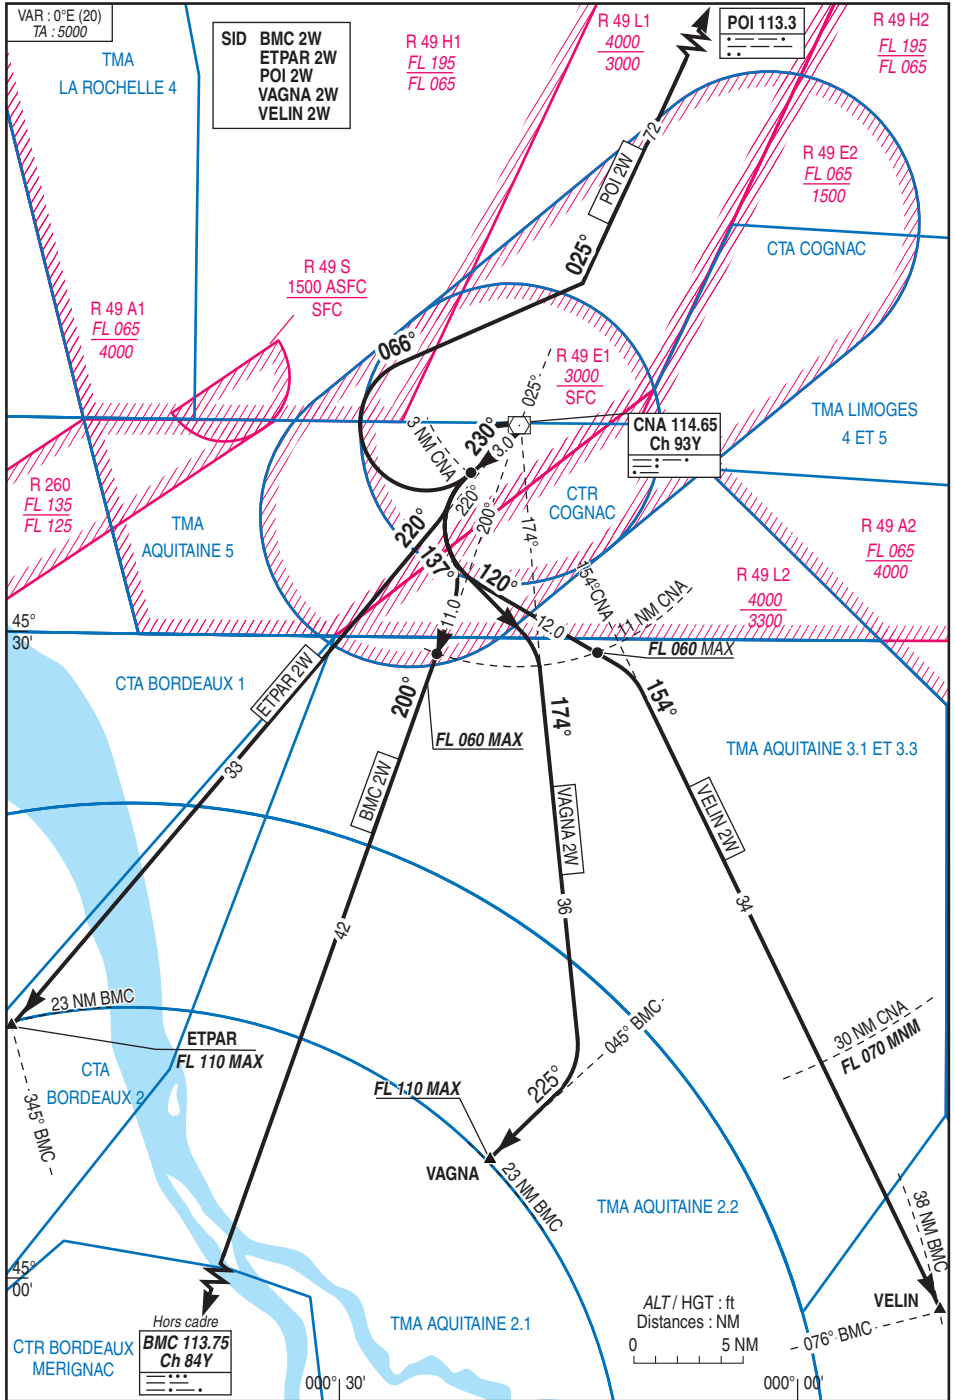 VAR : 0°E (20)
TA : 5000
SID BMC 2W
ETPAR 2W
POI 2W
VAGNA 2W
VELIN 2W
TMA
LA ROCHELLE 4
R 49 H1
FL 195
FL 065
R 49 L1
4000
3000
POI 113.3
R 49 H2
FL 195
FL 065
72
POI 2W
025°
R 49 E2
FL 065
1500
CTA COGNAC
R 49 S
1500 ASFC
SFC
R 49 A1
FL 065
4000
066°
R 49 E1
3000
SFC
025°
CNA 114.65
Ch 93Y
TMA LIMOGES
4 ET 5
3 NM CNA
230°
3.0
R 260
FL 135
FL 125
TMA
AQUITAINE 5
220°
220°
200°
174°
CTR
COGNAC
137°
120°
154°CNA
11 NM CNA
R 49 A2
FL 065
4000
R 49 L2
4000
3300
45°
30'
11.0
12.0
FL 060 MAX
CTA BORDEAUX 1
ETPAR 2W
33
200°
FL 060 MAX
174°
154°
TMA AQUITAINE 3.1 ET 3.3
BMC 2W
VAGNA 2W
VELIN 2W
42
36
34
23 NM BMC
ETPAR
FL 110 MAX
045° BMC
30 NM CNA
FL 070 MNM
CTA
BORDEAUX 2
345° BMC
FL 110 MAX
225°
VAGNA
23 NM BMC
TMA AQUITAINE 2.2
38 NM BMC
45°
00'
VELIN
076° BMC
ALT / HGT : ft
Distances : NM
0 5 NM
Hors cadre
BMC 113.75
Ch 84Y
CTR BORDEAUX
MERIGNAC
TMA AQUITAINE 2.1
000° 30'
000° 00'